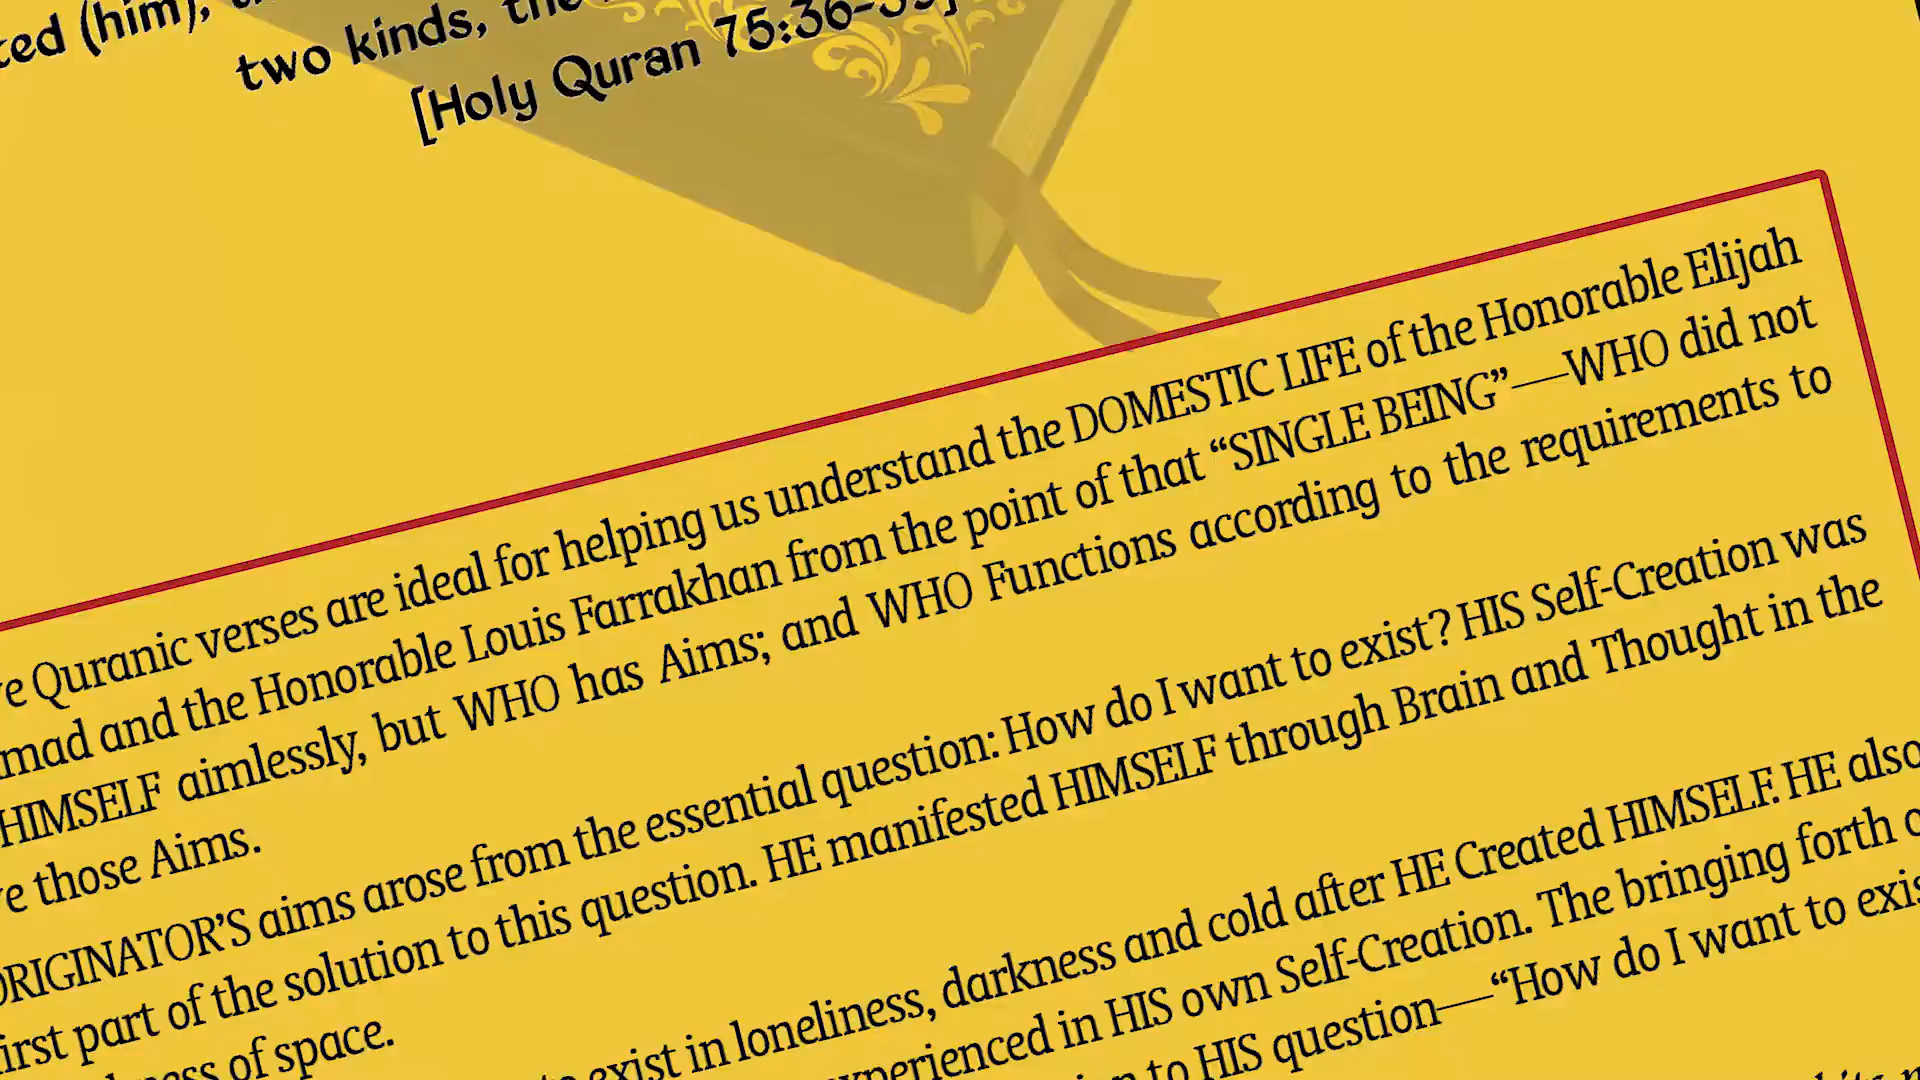 (him),
two kinds, the
[Holy Quran 75:36-39]
Quranic verses are ideal for helping us understand the DOMESTIC LIFE of the Honorable Elijah
and the Honorable Louis Farrakhan from the point of that “SINGLE BEING”—WHO did not
HIMSELF aimlessly, but WHO has Aims; and WHO Functions according to the requirements to
those Aims.
ORIGINATOR’S aims arose from the essential question: How do I want to exist? HIS Self-Creation was
first part of the solution to this question. HE manifested HIMSELF through Brain and Thought in the
of space.
exist in loneliness, darkness and cold after HE Created HIMSELF. HE also
experienced in HIS own Self-Creation. The bringing forth
to HIS question—“How do I want to